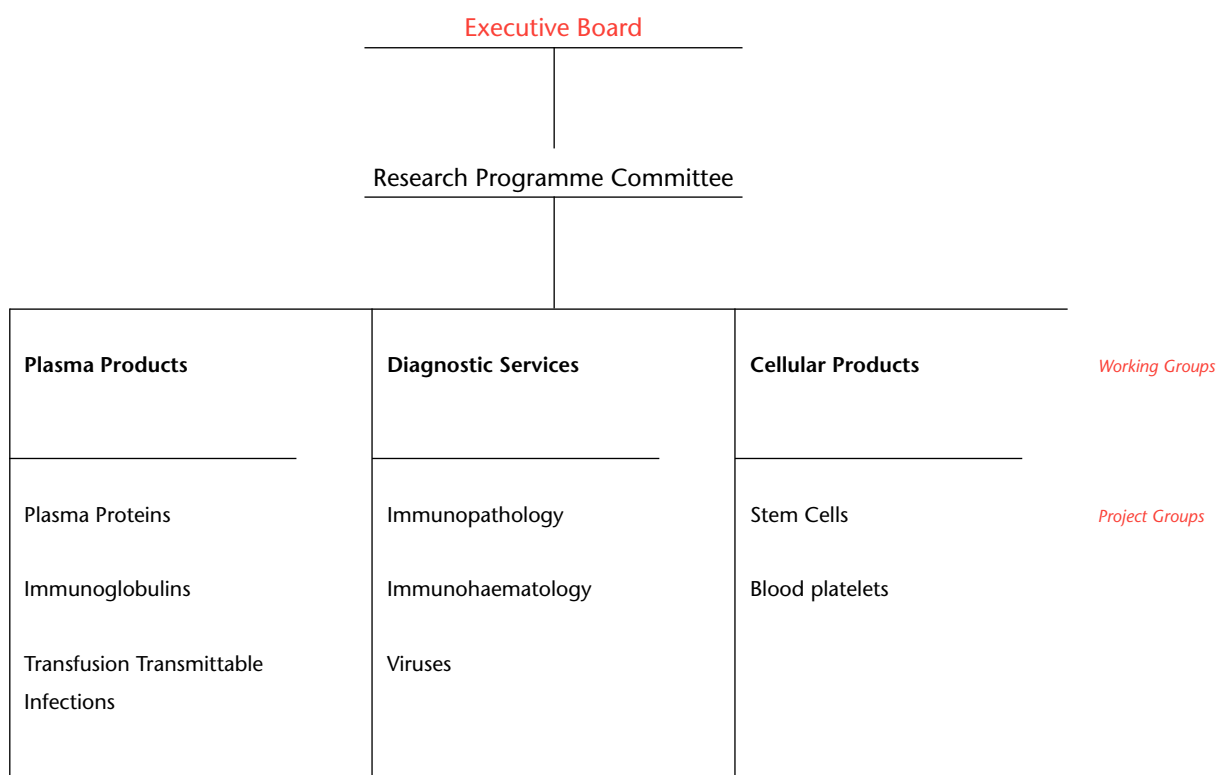 Executive Board
Research Programme Committee
Plasma Products
Diagnostic Services
Cellular Products
Working Groups
Plasma Proteins
Immunopathology
Stem Cells
Project Groups
Immunoglobulins
Immunohaematology
Blood platelets
Transfusion Transmittable
Infections
Viruses